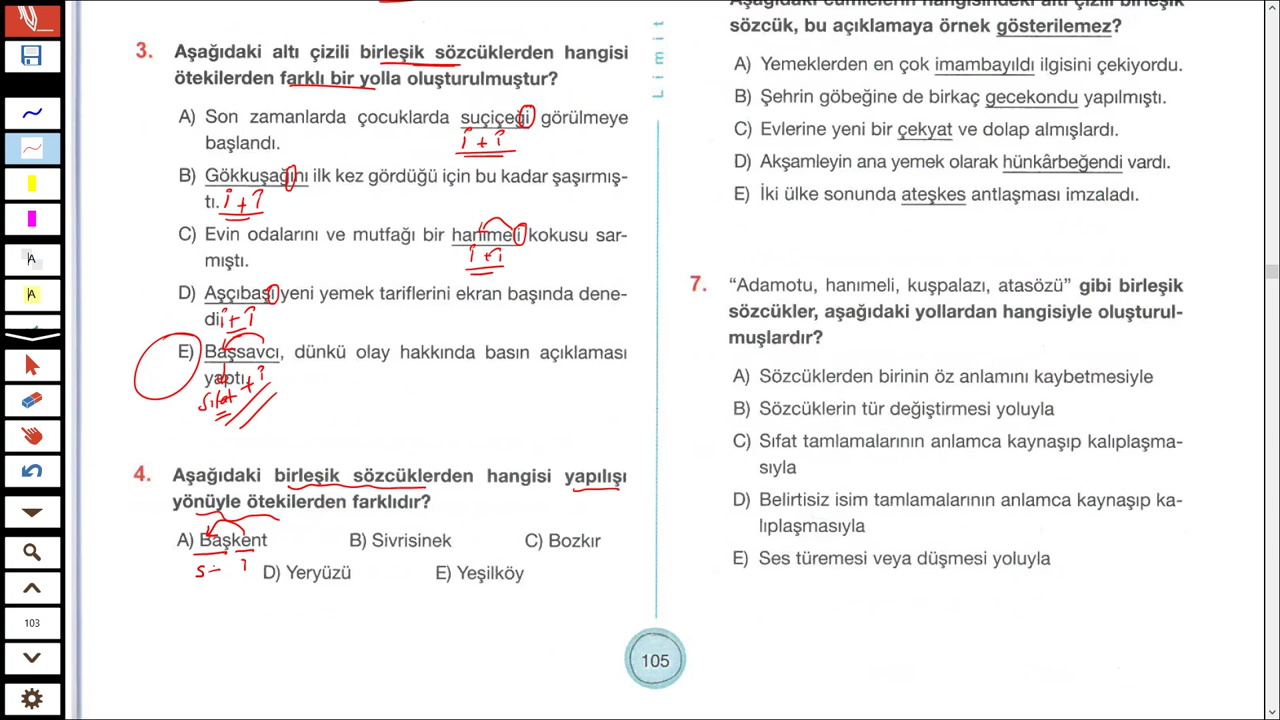 3. Aşağıdaki altı çizili birleşik sözcüklerden hangisi
ötekilerden farklı bir yolla oluşturulmuştur?
A) Son zamanlarda çocuklarda suçiçeği görülmeye
i + i
başlandı.
B) Gökkuşağını ilk kez gördüğü için bu kadar şaşırmış-
tı. i + i
C) Evin odalarını ve mutfağı bir hanımeli kokusu sar-
i + i
mıştı.
D) Aşçıbaşı yeni yemek tariflerini ekran başında dene-
di. i + i
E) Başsavcı, dünkü olay hakkında basın açıklaması
yaptı.
sıfat + i
4. Aşağıdaki birleşik sözcüklerden hangisi yapılışı
yönüyle ötekilerden farklıdır?
A) Başkent B) Sivrisinek C) Bozkır
s i
D) Yeryüzü E) Yeşilköy
Limit
105
Aşağıdaki cümlelerin hangisindeki altı çizili birleşik
sözcük, bu açıklamaya örnek gösterilemez?
A) Yemeklerden en çok imambayıldı ilgisini çekiyordu.
B) Şehrin göbeğine de birkaç gecekondu yapılmıştı.
C) Evlerine yeni bir çekyat ve dolap almışlardı.
D) Akşamleyin ana yemek olarak hünkârbeğendi vardı.
E) İki ülke sonunda ateşkes antlaşması imzaladı.
7. “Adamotu, hanımeli, kuşpalazı, atasözü” gibi birleşik
sözcükler, aşağıdaki yollardan hangisiyle oluşturul-
muşlardır?
A) Sözcüklerden birinin öz anlamını kaybetmesiyle
B) Sözcüklerin tür değiştirmesi yoluyla
C) Sıfat tamlamalarının anlamca kaynaşıp kalıplaşma-
sıyla
D) Belirtisiz isim tamlamalarının anlamca kaynaşıp ka-
lıplaşmasıyla
E) Ses türemesi veya düşmesi yoluyla
A
A
103